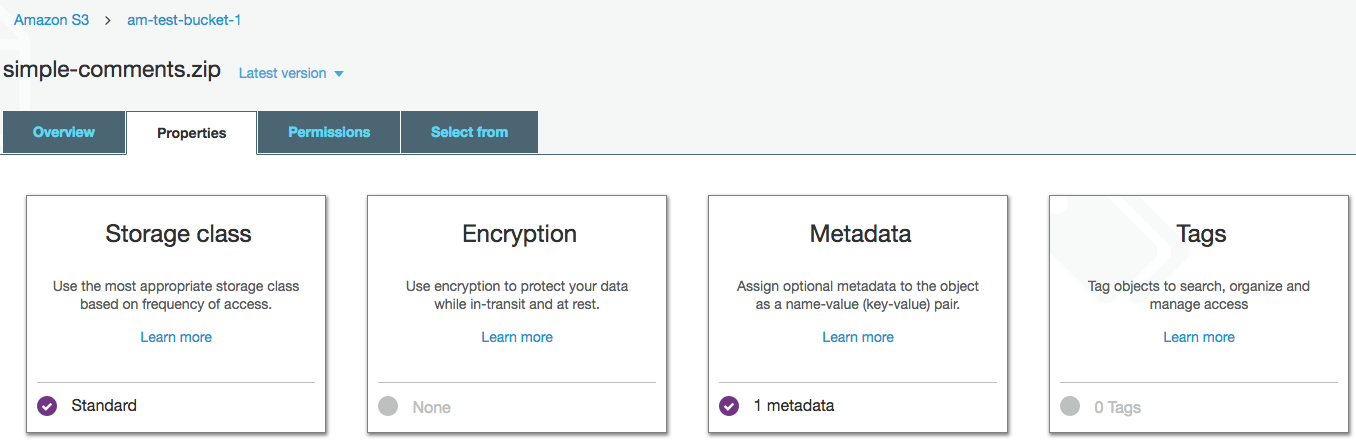 Amazon S3 > am-test-bucket-1
simple-comments.zip Latest version
Overview Properties Permissions Select from
Storage class
Use the most appropriate storage class
based on frequency of access.
Learn more
Standard
Encryption
Use encryption to protect your data
while in-transit and at rest.
Learn more
None
Metadata
Assign optional metadata to the object
as a name-value (key-value) pair.
Learn more
1 metadata
Tags
Tag objects to search, organize and
manage access
Learn more
0 Tags